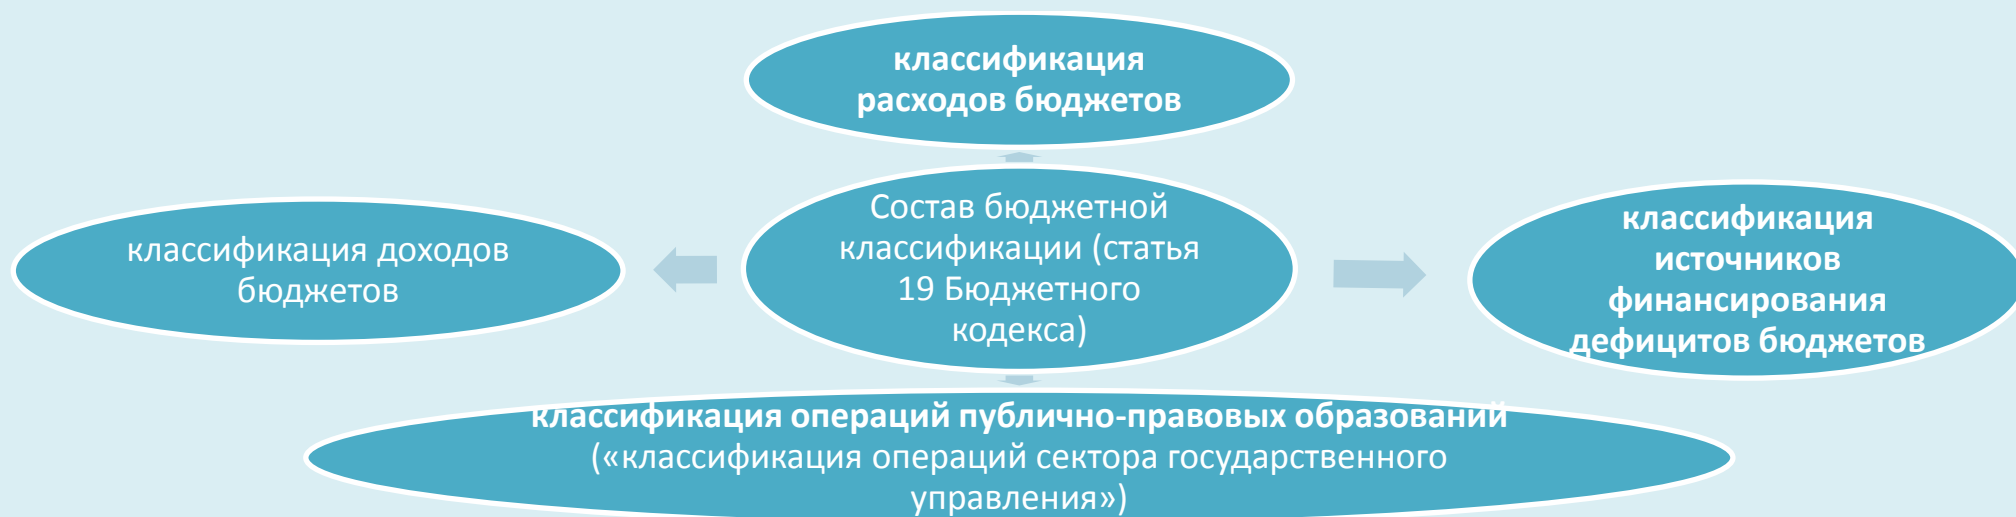 классификация
расходов бюджетов
Состав бюджетной
классификации (статья
19 Бюджетного
кодекса)
классификация доходов
бюджетов
классификация
источников
финансирования
дефицитов бюджетов
классификация операций публично-правовых образований
(«классификация операций сектора государственного
управления»)